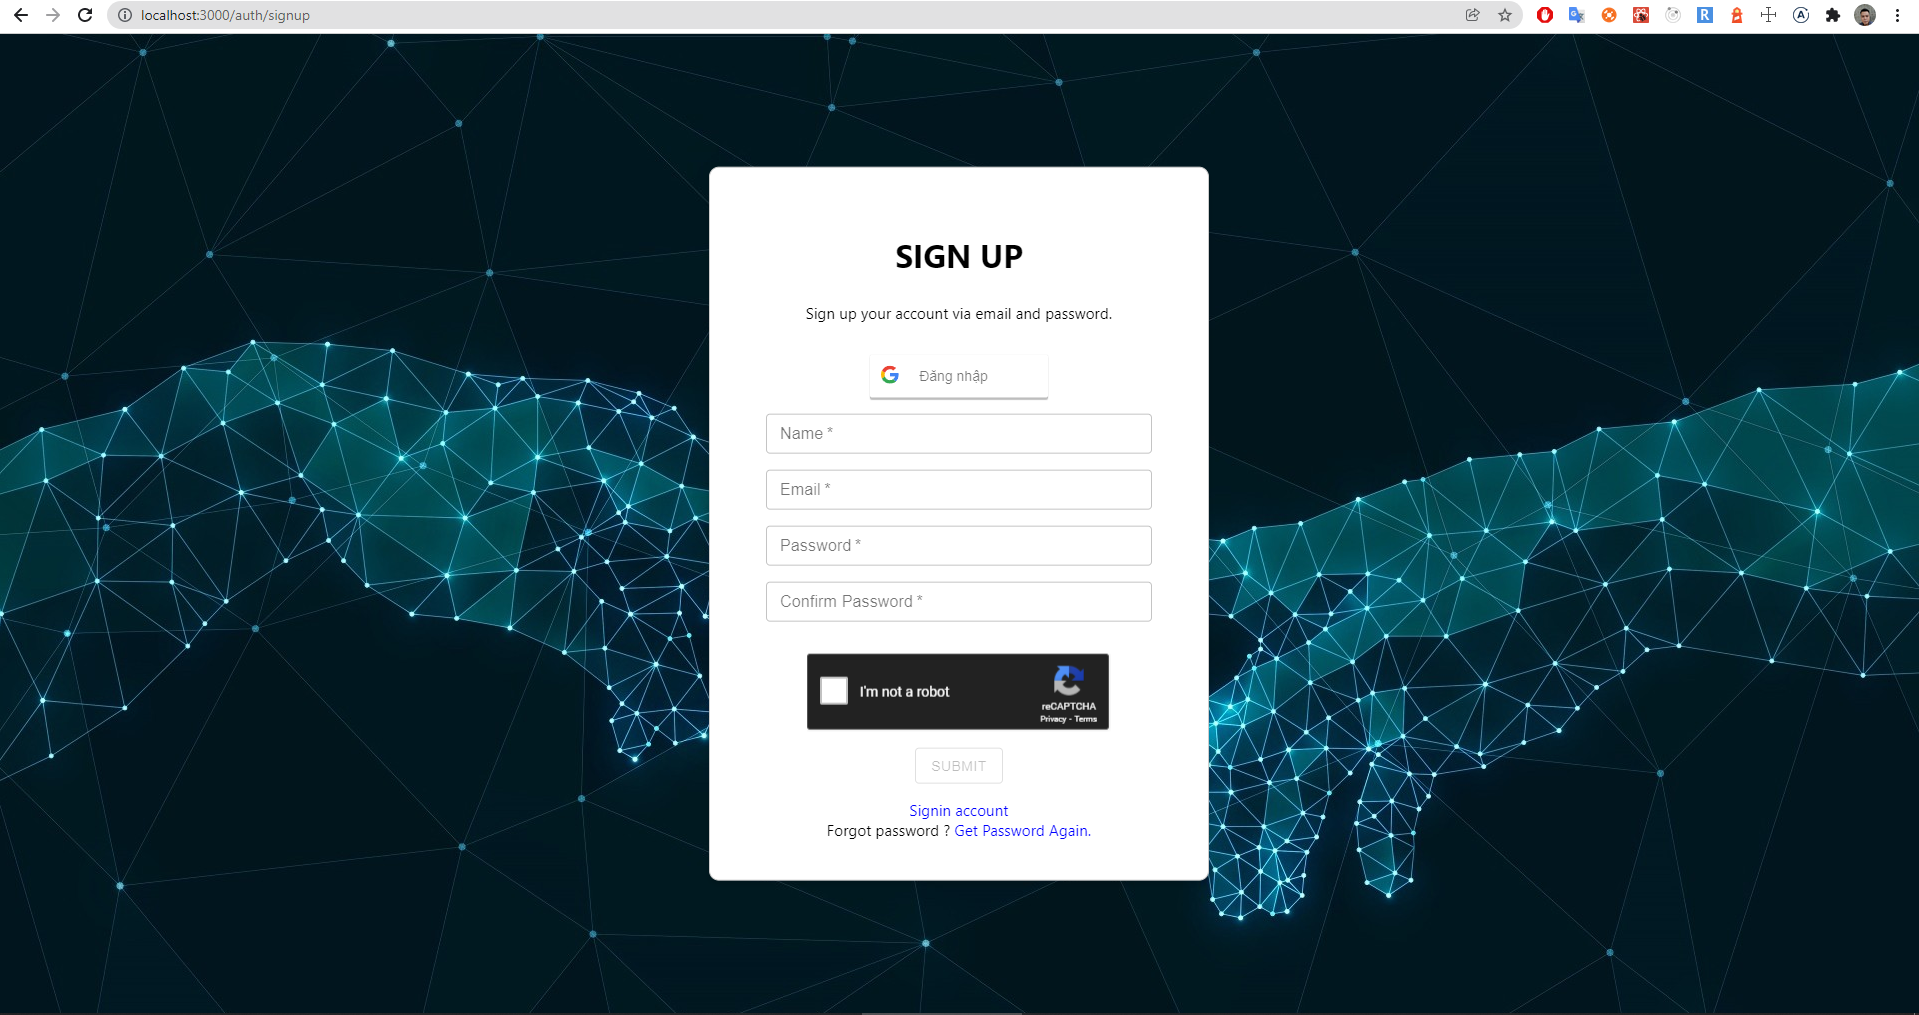 localhost:3000/auth/signup
SIGN UP
Sign up your account via email and password.
Đăng nhập
Name *
Email *
Password *
Confirm Password *
I'm not a robot
reCAPTCHA
Privacy - Terms
SUBMIT
Signin account
Forgot password ? Get Password Again.